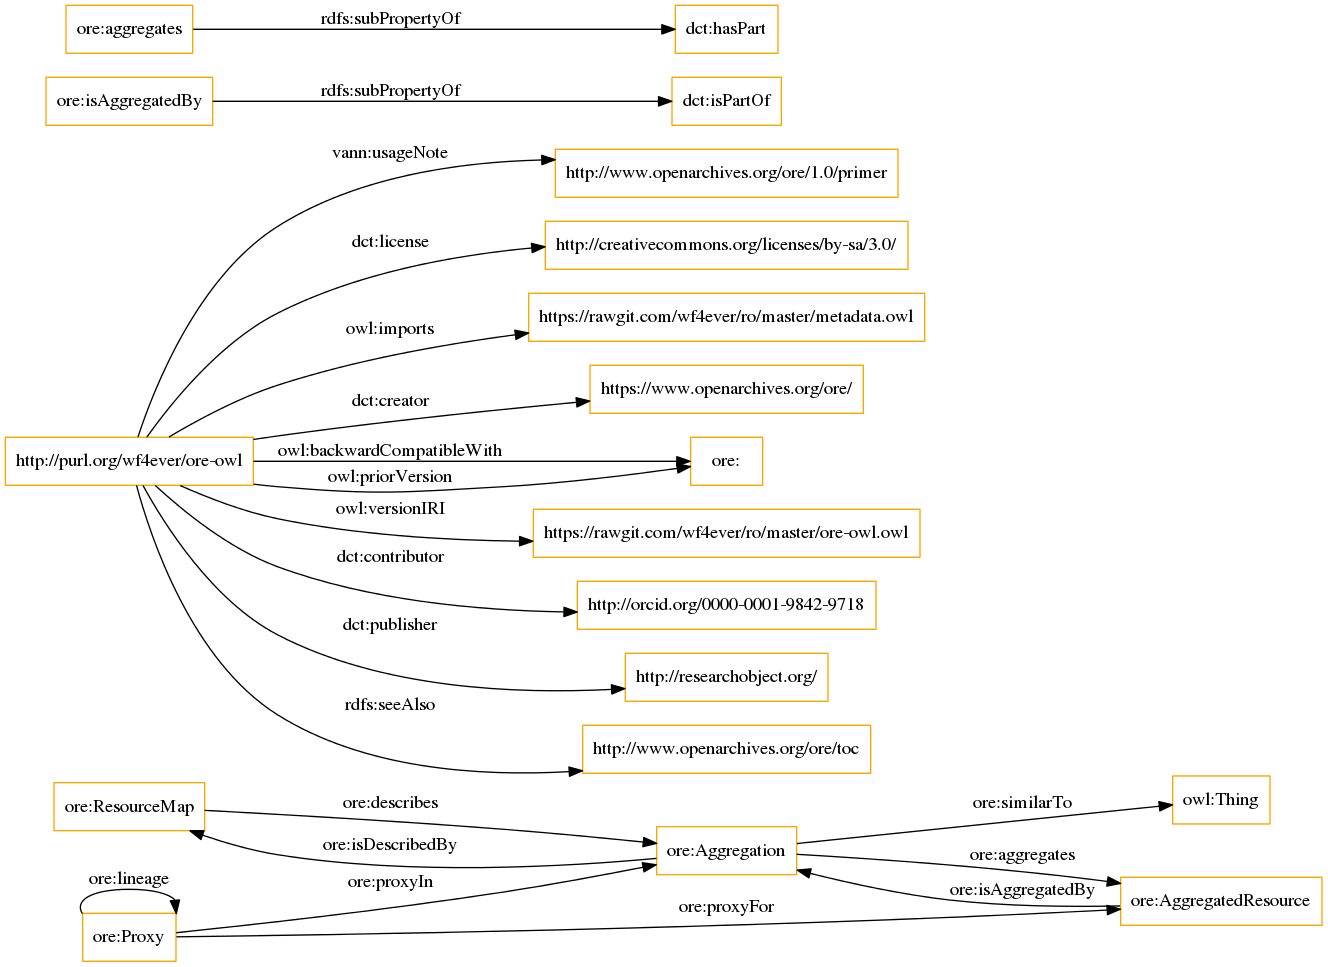 ore:aggregates
rdfs:subPropertyOf
dct:hasPart
ore:isAggregatedBy
rdfs:subPropertyOf
dct:isPartOf
vann:usageNote
http://www.openarchives.org/ore/1.0/primer
dct:license
http://creativecommons.org/licenses/by-sa/3.0/
owl:imports
https://rawgit.com/wf4ever/ro/master/metadata.owl
dct:creator
https://www.openarchives.org/ore/
http://purl.org/wf4ever/ore-owl
owl:backwardCompatibleWith
owl:priorVersion
ore:
owl:versionIRI
https://rawgit.com/wf4ever/ro/master/ore-owl.owl
dct:contributor
http://orcid.org/0000-0001-9842-9718
dct:publisher
http://researchobject.org/
rdfs:seeAlso
http://www.openarchives.org/ore/toc
ore:ResourceMap
ore:describes
ore:isDescribedBy
ore:Aggregation
ore:similarTo
owl:Thing
ore:aggregates
ore:isAggregatedBy
ore:AggregatedResource
ore:lineage
ore:proxyIn
ore:Proxy
ore:proxyFor